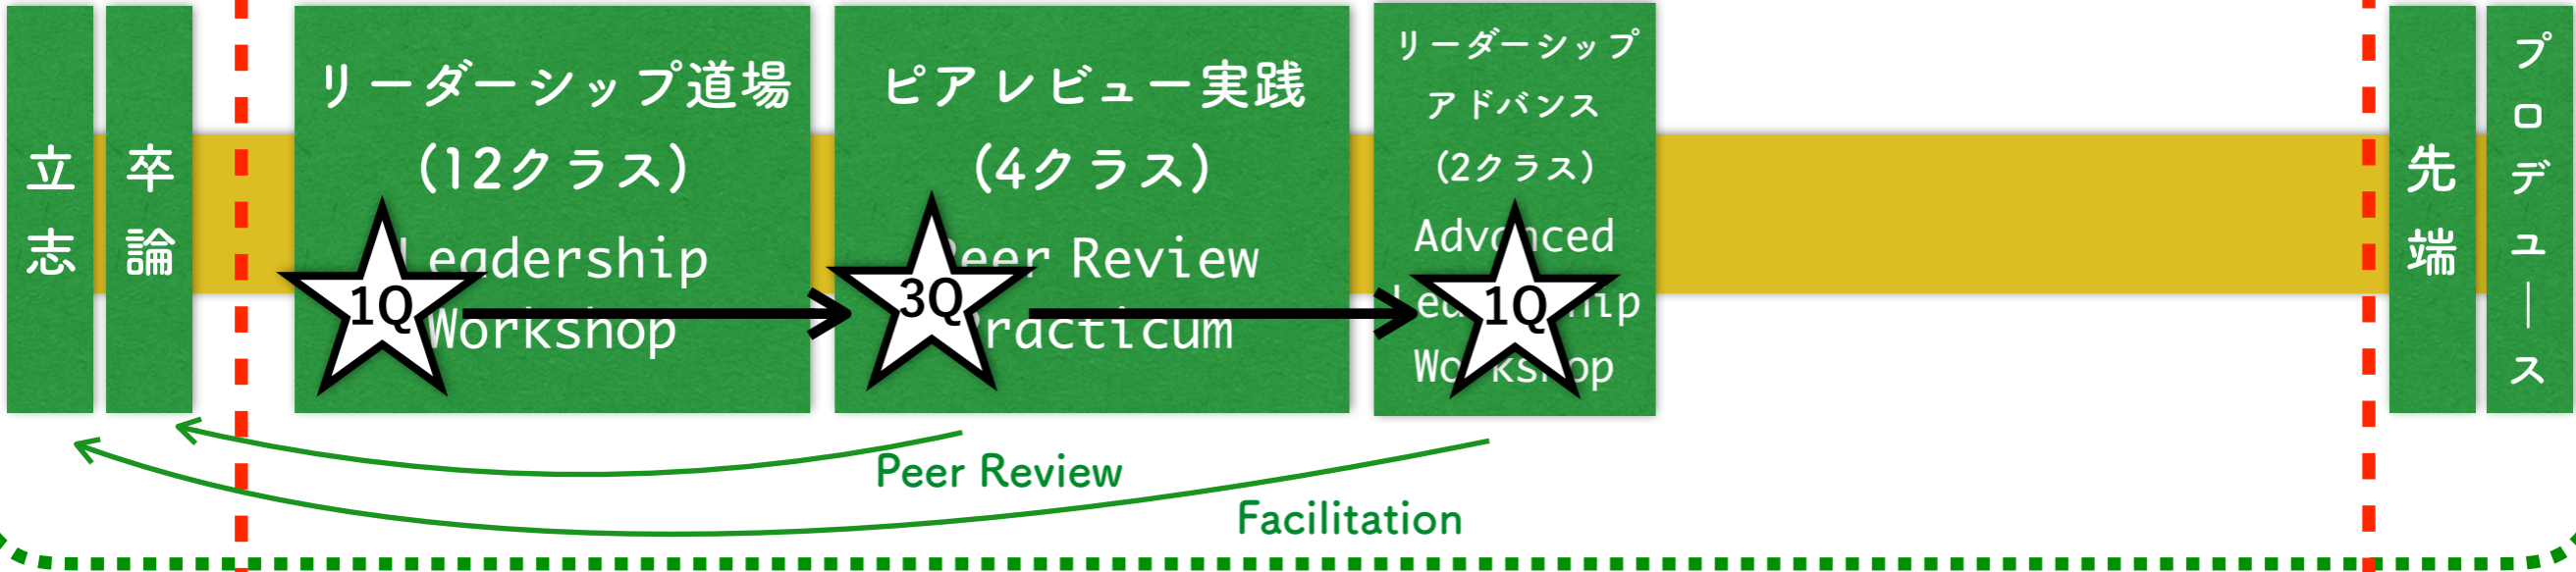 立志
卒論
リーダーシップ道場
(12クラス)
Leadership
Workshop
1Q
ピアレビュー実践
(4クラス)
Peer Review
Practicum
3Q
リーダーシップ
アドバンス
(2クラス)
Advanced
Leadership
Workshop
1Q
先端
プロデュース
Peer Review
Facilitation